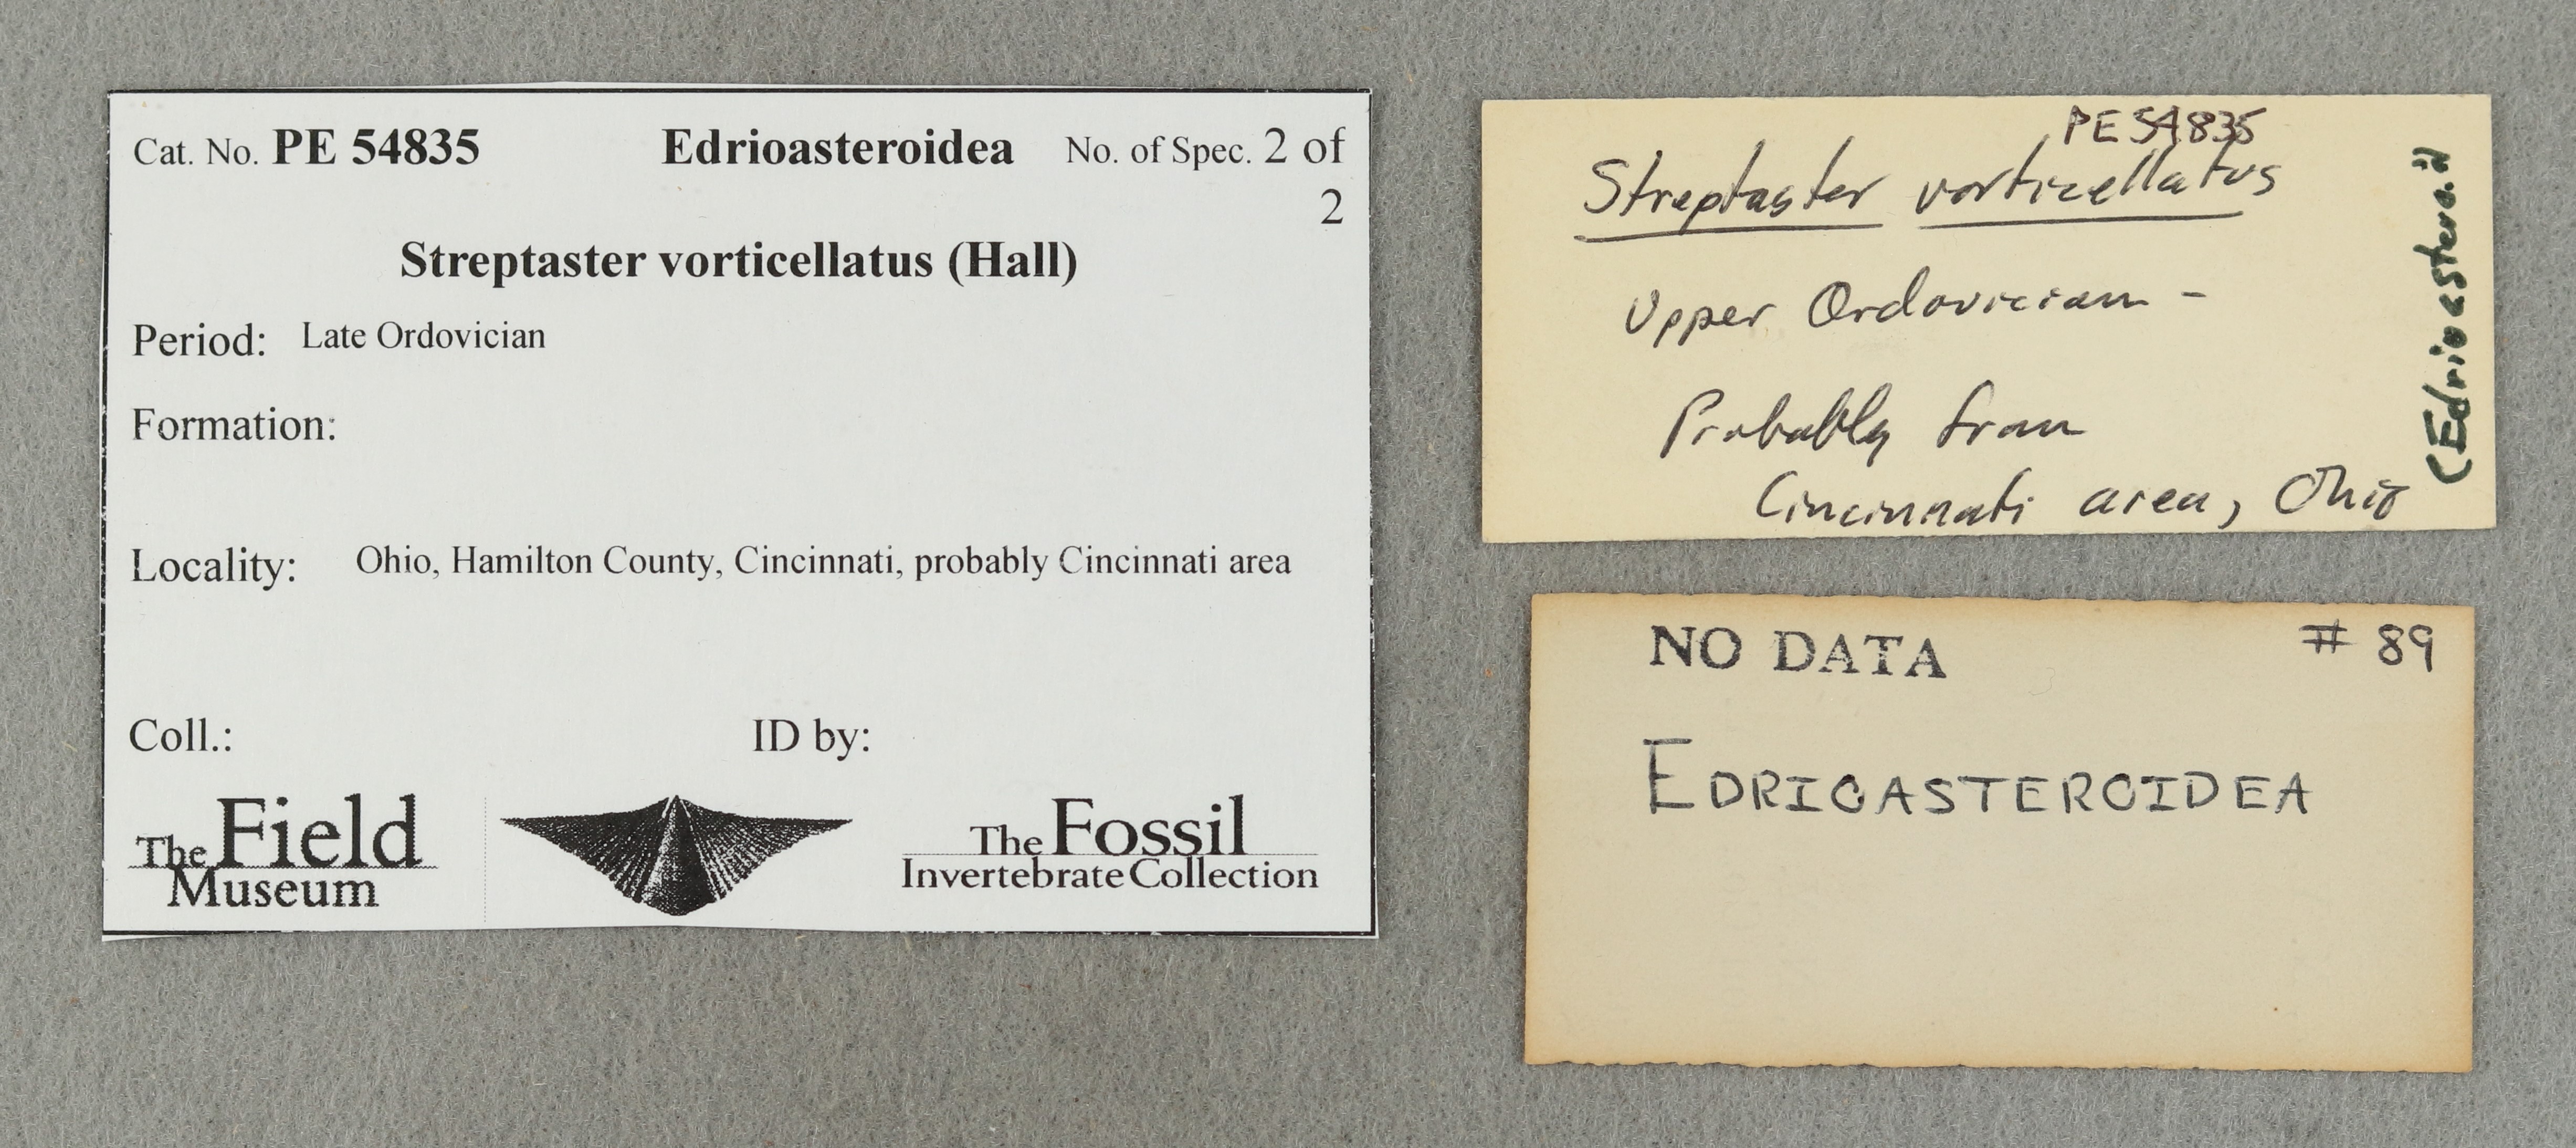 Cat. No. PE 54835 Edrioasteroidea No. of Spec. 2 of
2
Streptaster vorticellatus (Hall)
Period: Late Ordovician
Formation:
Locality: Ohio, Hamilton County, Cincinnati, probably Cincinnati area
Coll.: ID by:
The Field
Museum
The Fossil
Invertebrate Collection
PE 54835
Streptaster vorticellatus
Upper Ordovician -
Probably from
Cincinnati area, Ohio
(Edrioasteroid
NO DATA # 89
EDRIOASTEROIDEA